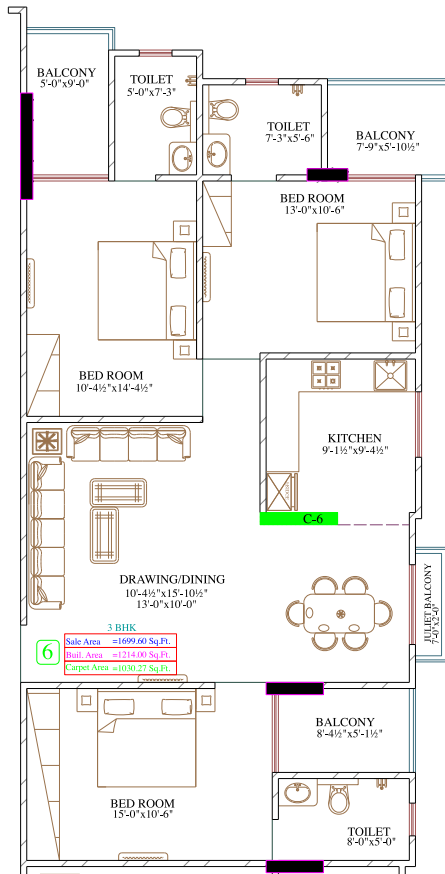 BALCONY
5'-0"x9'-0"
TOILET
5'-0"x7'-3"
TOILET
7'-3"x5'-6"
BALCONY
7'-9"x5'-10½"
BED ROOM
13'-0"x10'-6"
BED ROOM
10'-4½"x14'-4½"
KITCHEN
9'-1½"x9'-4½"
C-6
DRAWING/DINING
10'-4½"x15'-10½"
13'-0"x10'-0"
JULIET BALCONY
7'-0"x2'-0"
3 BHK
6
Sale Area =1699.60 Sq.Ft.
Buil. Area =1214.00 Sq.Ft.
Carpet Area =1030.27 Sq.Ft.
BALCONY
8'-4½"x5'-1½"
BED ROOM
15'-0"x10'-6"
TOILET
8'-0"x5'-0"